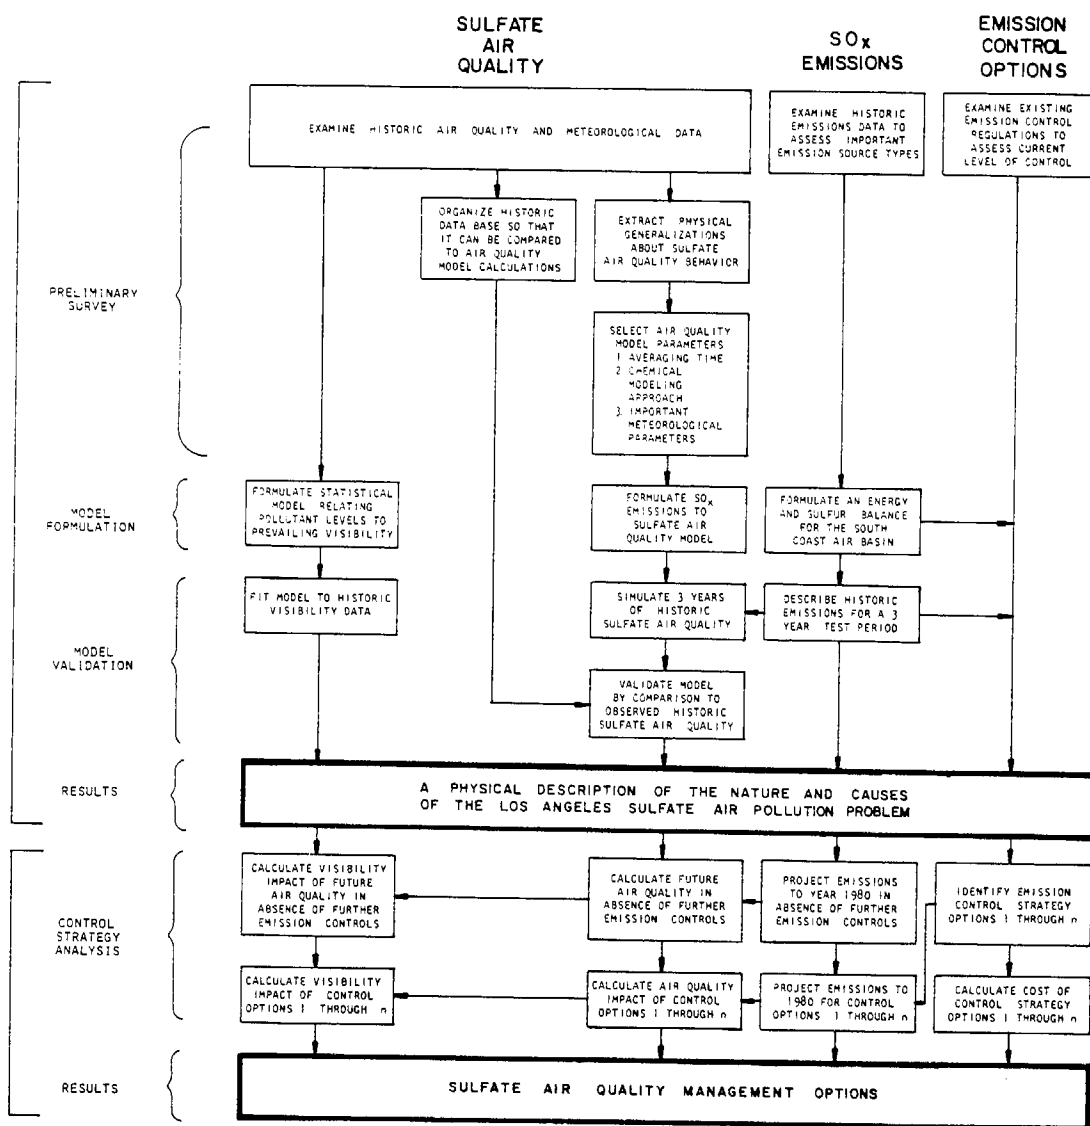 SULFATE
AIR
QUALITY
SOx
EMISSIONS
EMISSION
CONTROL
OPTIONS
PRELIMINARY
SURVEY
EXAMINE HISTORIC AIR QUALITY AND METEOROLOGICAL DATA
EXAMINE HISTORIC
EMISSIONS DATA TO
ASSESS IMPORTANT
EMISSION SOURCE TYPES
EXAMINE EXISTING
EMISSION CONTROL
REGULATIONS TO
ASSESS CURRENT
LEVEL OF CONTROL
ORGANIZE HISTORIC
DATA BASE SO THAT
IT CAN BE COMPARED
TO AIR QUALITY
MODEL CALCULATIONS
EXTRACT PHYSICAL
GENERALIZATIONS
ABOUT SULFATE
AIR QUALITY BEHAVIOR
SELECT AIR QUALITY
MODEL PARAMETERS
1 AVERAGING TIME
2 CHEMICAL
MODELING
APPROACH
3. IMPORTANT
METEOROLOGICAL
PARAMETERS
MODEL
FORMULATION
FORMULATE STATISTICAL
MODEL RELATING
POLLUTANT LEVELS TO
PREVAILING VISIBILITY
FORMULATE SOx
EMISSIONS TO
SULFATE AIR
QUALITY MODEL
FORMULATE AN ENERGY
AND SULFUR BALANCE
FOR THE SOUTH
COAST AIR BASIN
MODEL
VALIDATION
FIT MODEL TO HISTORIC
VISIBILITY DATA
SIMULATE 3 YEARS
OF HISTORIC
SULFATE AIR QUALITY
DESCRIBE HISTORIC
EMISSIONS FOR A 3
YEAR TEST PERIOD
VALIDATE MODEL
BY COMPARISON TO
OBSERVED HISTORIC
SULFATE AIR QUALITY
RESULTS
A PHYSICAL DESCRIPTION OF THE NATURE AND CAUSES
OF THE LOS ANGELES SULFATE AIR POLLUTION PROBLEM
CONTROL
STRATEGY
ANALYSIS
CALCULATE VISIBILITY
IMPACT OF FUTURE
AIR QUALITY IN
ABSENCE OF FURTHER
EMISSION CONTROLS
CALCULATE FUTURE
AIR QUALITY IN
ABSENCE OF FURTHER
EMISSION CONTROLS
PROJECT EMISSIONS
TO YEAR 1980 IN
ABSENCE OF FURTHER
EMISSION CONTROLS
IDENTIFY EMISSION
CONTROL STRATEGY
OPTIONS 1 THROUGH n
CALCULATE VISIBILITY
IMPACT OF CONTROL
OPTIONS 1 THROUGH n
CALCULATE AIR QUALITY
IMPACT OF CONTROL
OPTIONS 1 THROUGH n
PROJECT EMISSIONS TO
1980 FOR CONTROL
OPTIONS 1 THROUGH n
CALCULATE COST OF
CONTROL STRATEGY
OPTIONS 1 THROUGH n
RESULTS
SULFATE AIR QUALITY MANAGEMENT OPTIONS